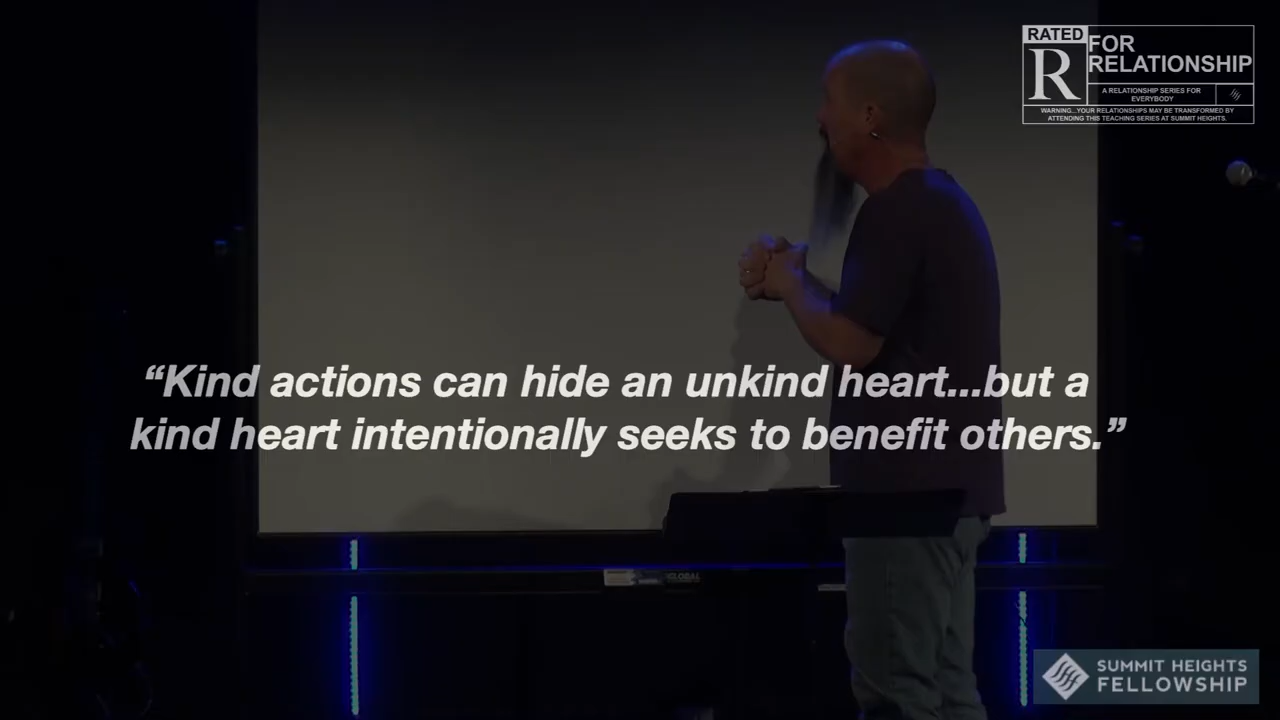 RATED
R
FOR
RELATIONSHIP
A RELATIONSHIP SERIES FOR
EVERYBODY
WARNING...YOUR RELATIONSHIPS MAY BE TRANSFORMED BY
ATTENDING THIS TEACHING SERIES AT SUMMIT HEIGHTS.
“Kind actions can hide an unkind heart...but a
kind heart intentionally seeks to benefit others.”
GLOBAL
SUMMIT HEIGHTS
FELLOWSHIP